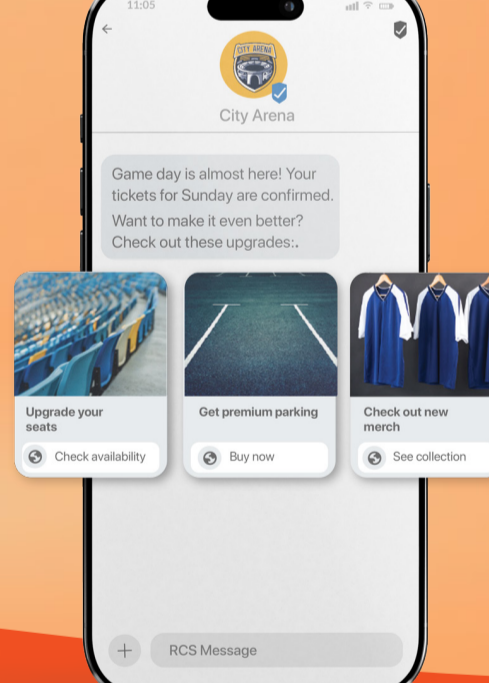 11:05
CITY ARENA
City Arena
Game day is almost here! Your
tickets for Sunday are confirmed.
Want to make it even better?
Check out these upgrades:.
Upgrade your
seats
Check availability
Get premium parking
Buy now
Check out new
merch
See collection
RCS Message